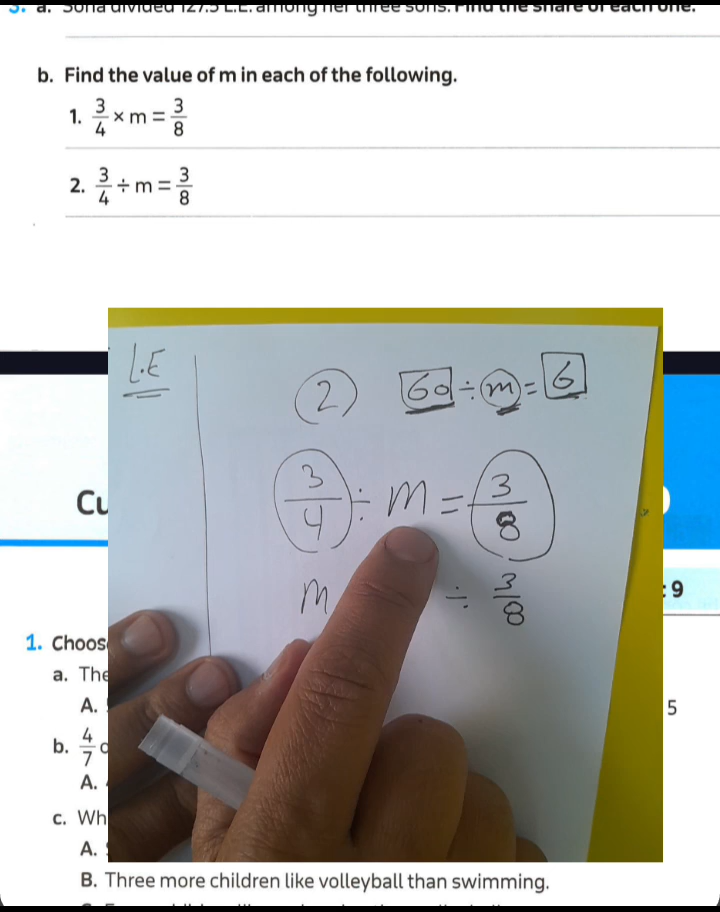 3. a. Soha divided 127.5 L.E. among her three sons. Find the share of each one.
b. Find the value of m in each of the following.
1. 3/4 × m = 3/8
2. 3/4 ÷ m = 3/8
L.E
② 60 ÷ m = 6
3/4 ÷ m = 3/8
m ÷ 3/8
Cu
: 9
1. Choos
a. The
A. 5
b. 4/7
A.
c. Wh
A.
B. Three more children like volleyball than swimming.